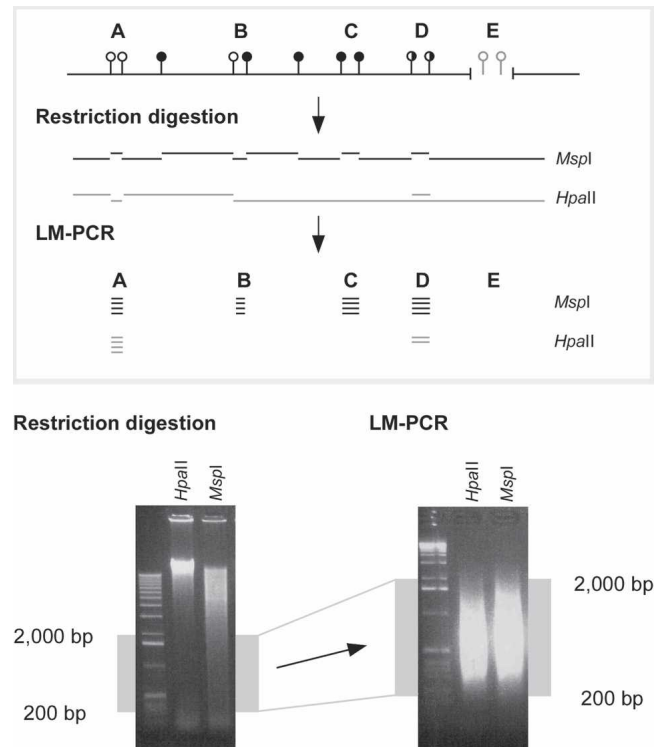 A B C D E
Restriction digestion
MspI
HpaII
LM-PCR
A B C D E
MspI
HpaII
Restriction digestion
LM-PCR
HpaII MspI
HpaII MspI
2,000 bp
200 bp
2,000 bp
200 bp